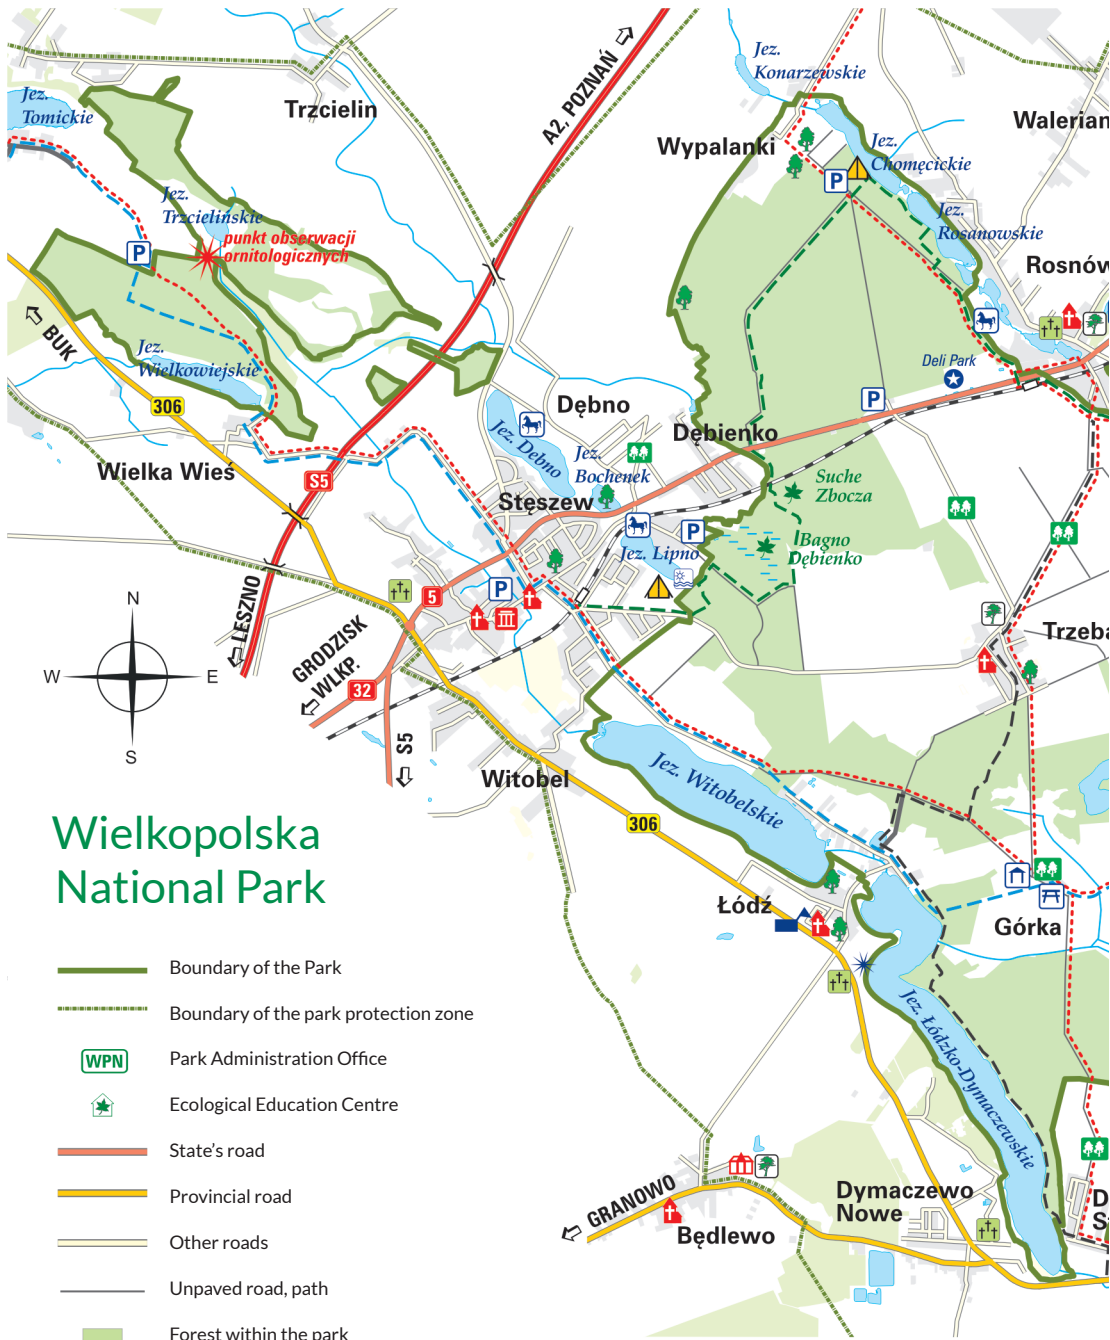 Jez.
Konarzewskie
A2, POZNAŃ
Jez.
Tomickie
Trzcielin
Wypalanki
Jez.
Chomęcickie
Walerian
Jez.
Trzcielińskie
punkt obserwacji
ornitologicznych
Jez.
Rosanowskie
P
P
Rosnów
BUK
Jez.
Wielkowiejskie
306
Deli Park
P
Dębno
Jez. Dębno
Dębienko
Jez.
Bochenek
Wielka Wieś
S5
Stęszew
Suche
Zbocza
P
Jez. Lipno
Bagno
Dębienko
LESZNO
P
5
N
W
E
S
GRODZISK
WLKP.
32
Trzeba
S5
Witobel
Jez. Witobelskie
306
Wielkopolska
National Park
Łódź
Górka
Jez. Łódzko-Dymaczewskie
Boundary of the Park
Boundary of the park protection zone
WPN
Park Administration Office
Ecological Education Centre
State's road
Provincial road
Other roads
Unpaved road, path
Forest within the park
GRANOWO
Będlewo
Dymaczewo
Nowe
D
S